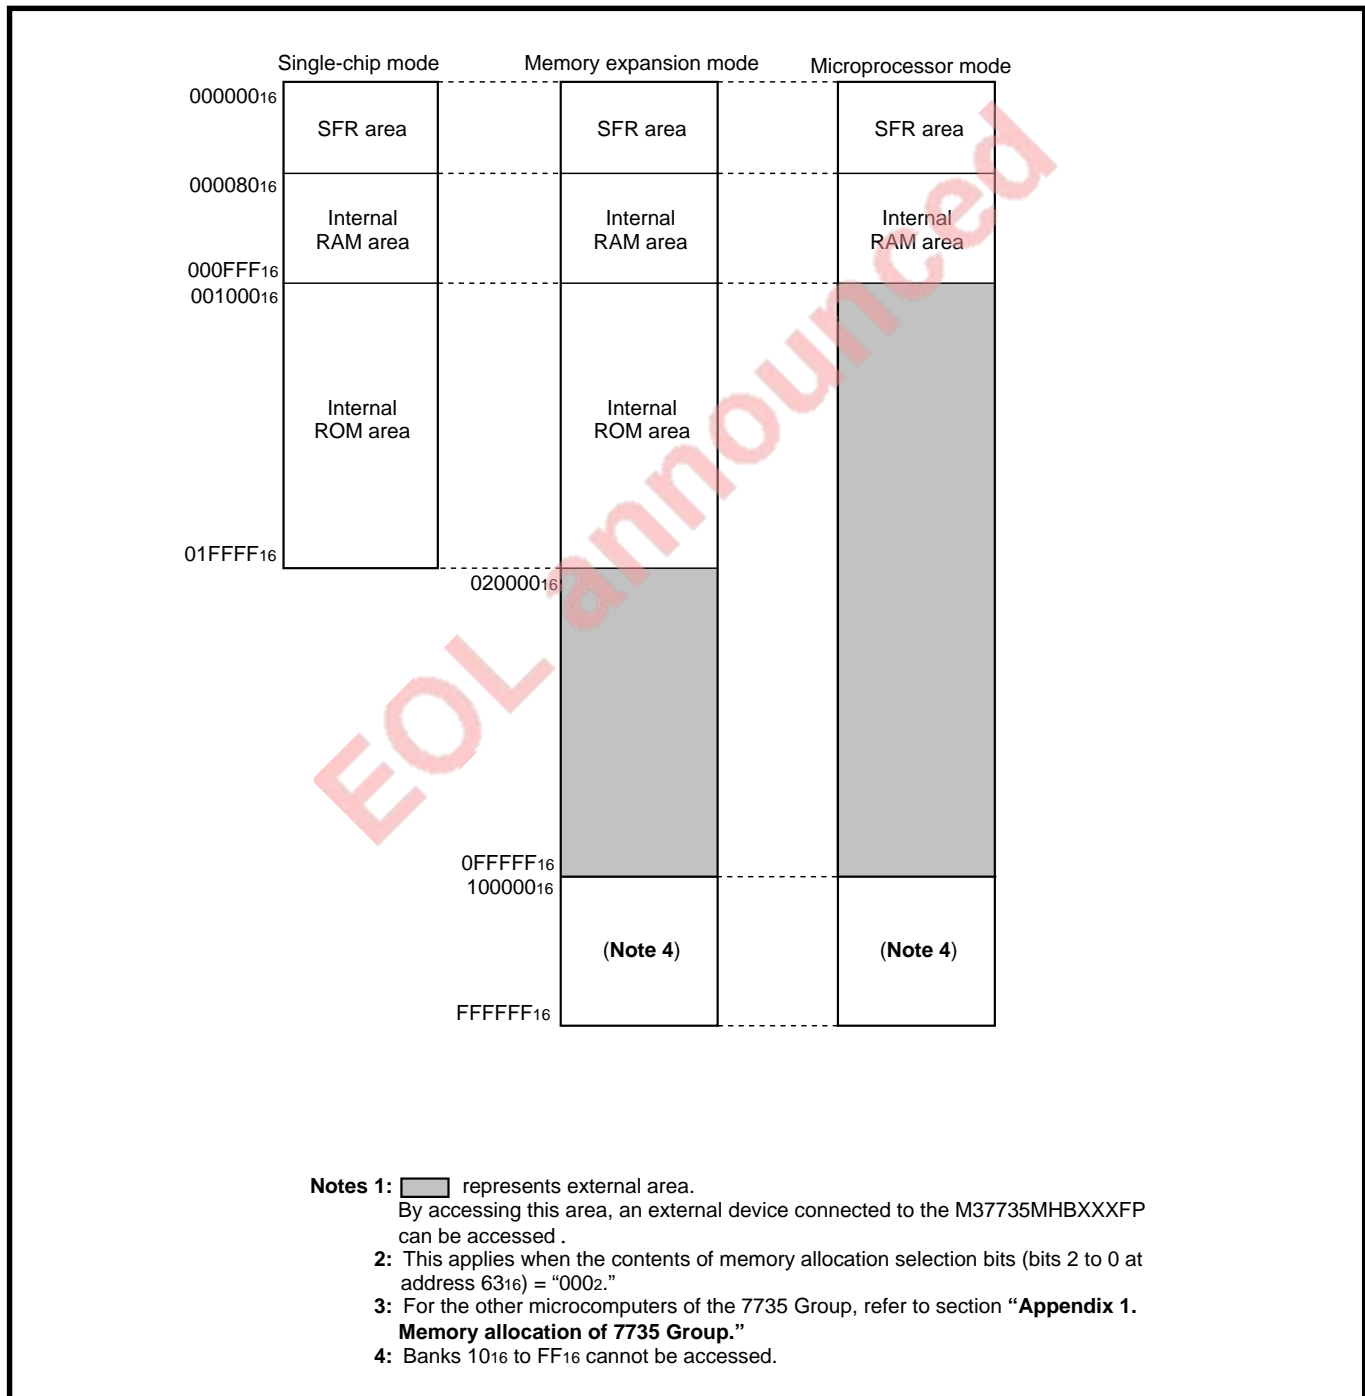 Single-chip mode
Memory expansion mode
Microprocessor mode
00000016
SFR area
SFR area
SFR area
00008016
Internal
RAM area
Internal
RAM area
Internal
RAM area
000FFF16
00100016
Internal
ROM area
Internal
ROM area
01FFFF16
02000016
0FFFFF16
10000016
(Note 4)
(Note 4)
FFFFFF16
EOL announced
Notes 1: represents external area.
By accessing this area, an external device connected to the M37735MHBXXXFP
can be accessed .
2: This applies when the contents of memory allocation selection bits (bits 2 to 0 at
address 6316) = “0002.”
3: For the other microcomputers of the 7735 Group, refer to section “Appendix 1.
Memory allocation of 7735 Group.”
4: Banks 1016 to FF16 cannot be accessed.